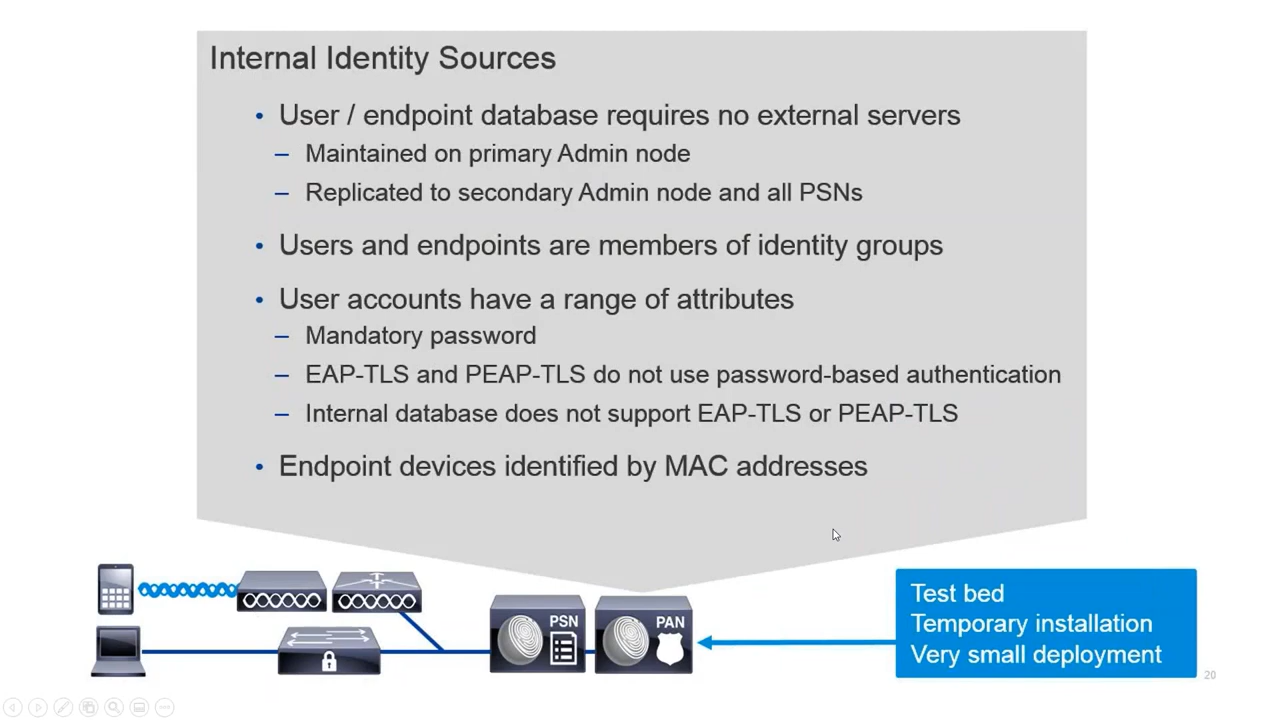 Internal Identity Sources
• User / endpoint database requires no external servers
– Maintained on primary Admin node
– Replicated to secondary Admin node and all PSNs
• Users and endpoints are members of identity groups
• User accounts have a range of attributes
– Mandatory password
– EAP-TLS and PEAP-TLS do not use password-based authentication
– Internal database does not support EAP-TLS or PEAP-TLS
• Endpoint devices identified by MAC addresses
PSN
PAN
Test bed
Temporary installation
Very small deployment
20